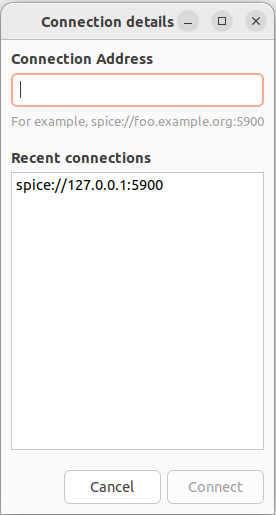 Connection details
Connection Address
For example, spice://foo.example.org:5900
Recent connections
spice://127.0.0.1:5900
Cancel
Connect